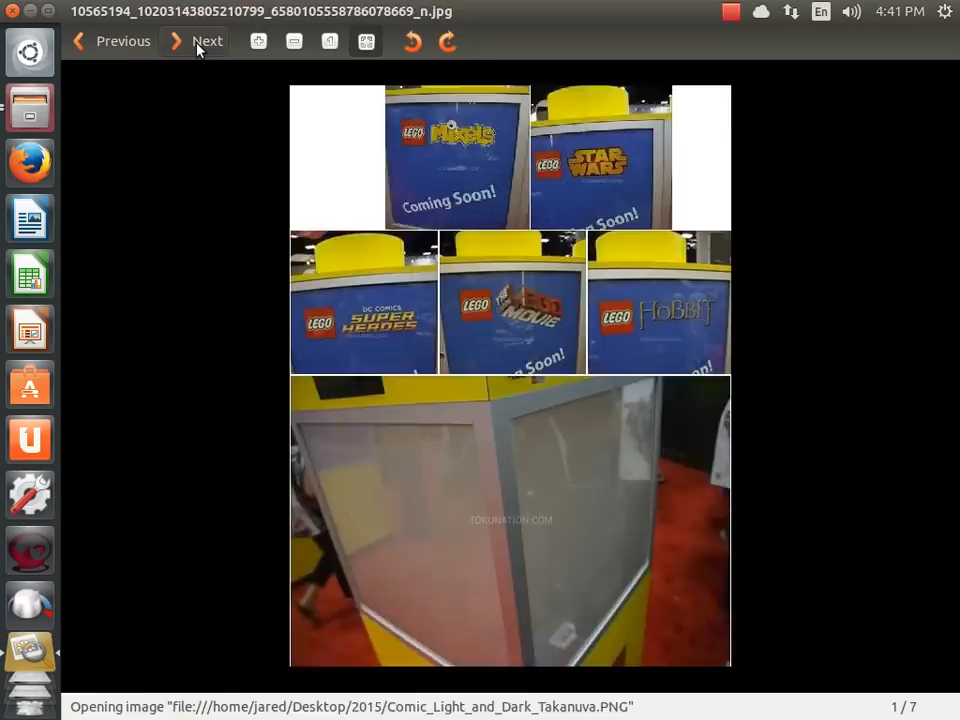 10565194_10203143805210799_6580105558786078669_n.jpg
En
4:41 PM
Previous
Next
LEGO Mixels
Coming Soon!
LEGO STAR WARS
Soon!
LEGO DC COMICS SUPER HEROES
LEGO THE LEGO MOVIE
Soon!
LEGO THE HOBBIT
TOKUNATION.COM
Opening image "file:///home/jared/Desktop/2015/Comic_Light_and_Dark_Takanuva.PNG"
1 / 7